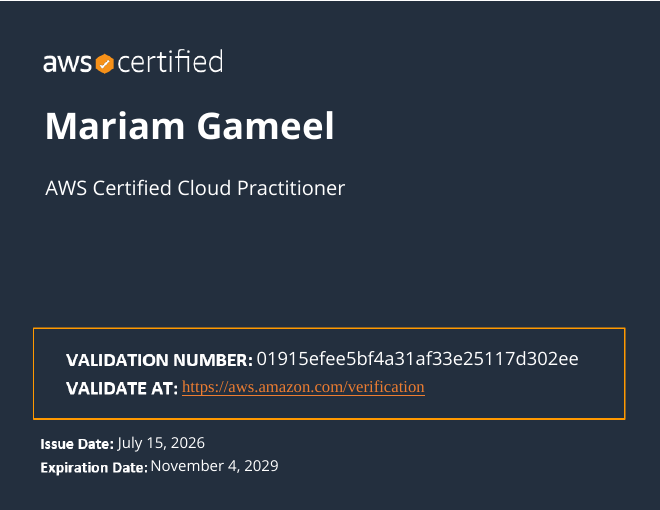 aws certified
Mariam Gameel
AWS Certified Cloud Practitioner
VALIDATION NUMBER: 01915efee5bf4a31af33e25117d302ee
VALIDATE AT: https://aws.amazon.com/verification
Issue Date: July 15, 2026
Expiration Date: November 4, 2029